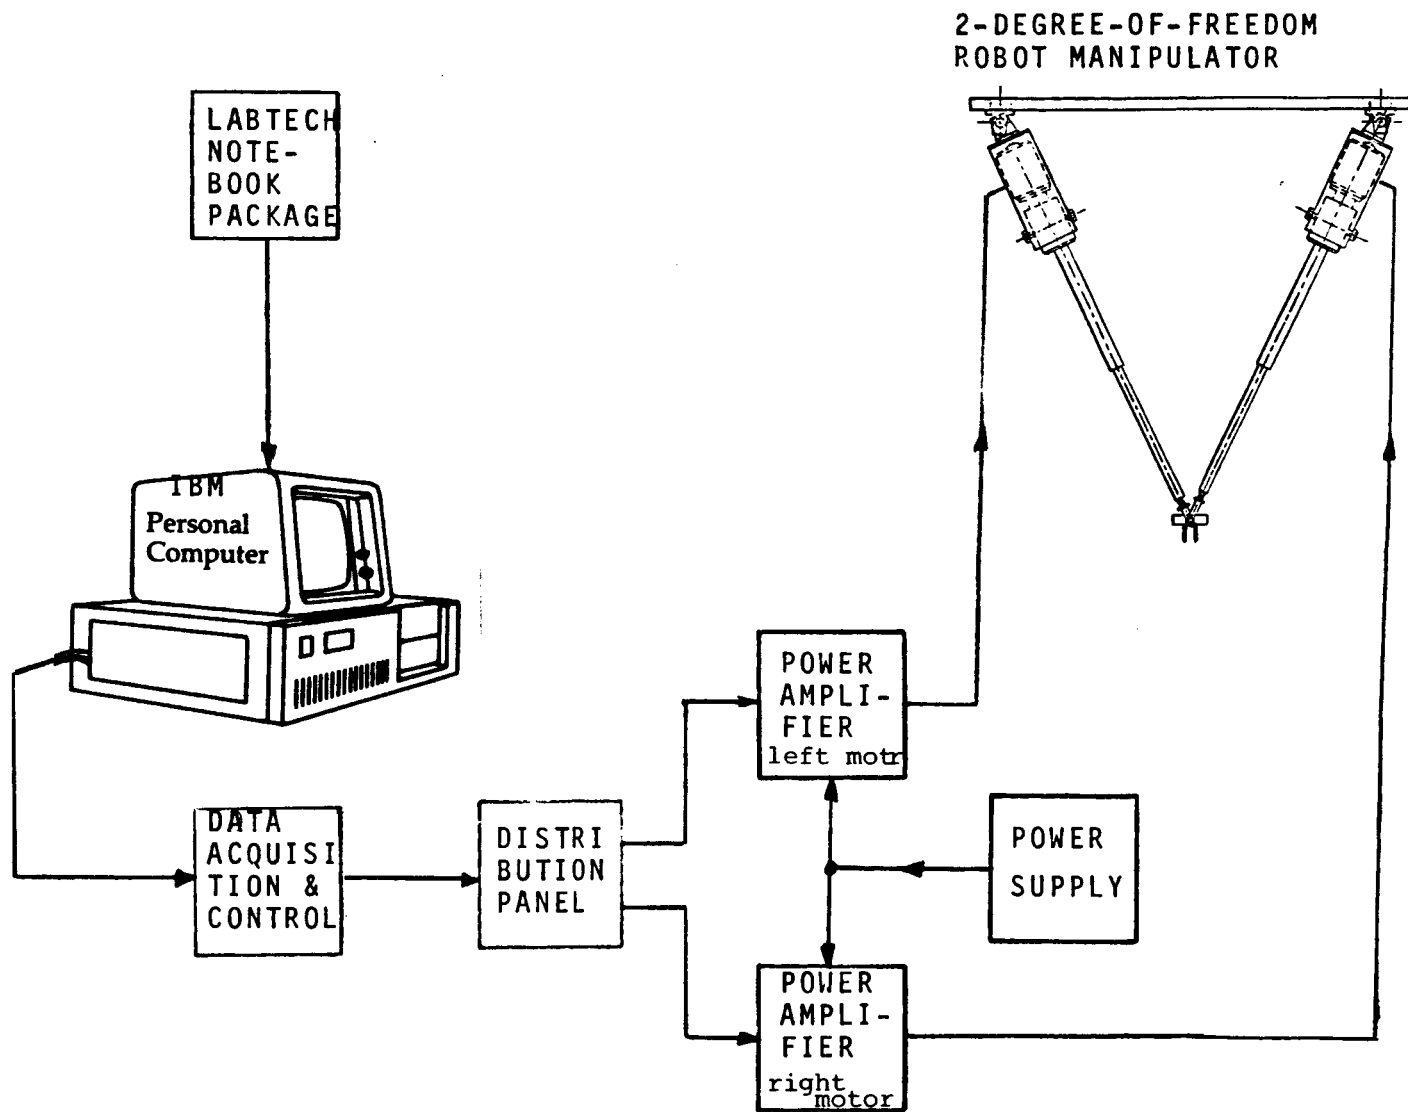 2-DEGREE-OF-FREEDOM
ROBOT MANIPULATOR
LABTECH
NOTE-
BOOK
PACKAGE
IBM
Personal
Computer
POWER
AMPLI-
FIER
left motr
DATA
ACQUISI
TION &
CONTROL
DISTRI
BUTION
PANEL
POWER
SUPPLY
POWER
AMPLI-
FIER
right
motor